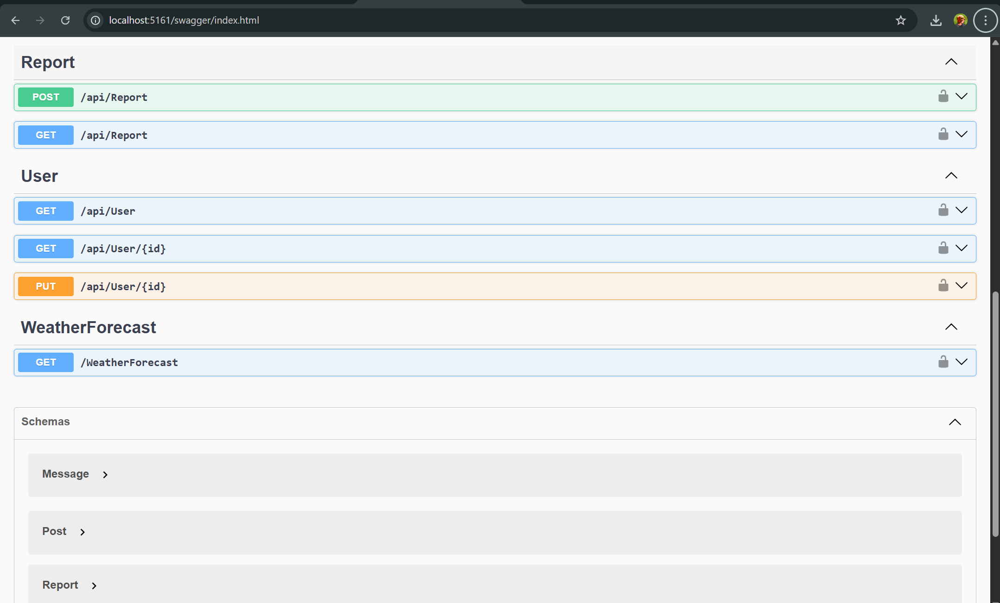 localhost:5161/swagger/index.html
Report
POST /api/Report
GET /api/Report
User
GET /api/User
GET /api/User/{id}
PUT /api/User/{id}
WeatherForecast
GET /WeatherForecast
Schemas
Message
Post
Report